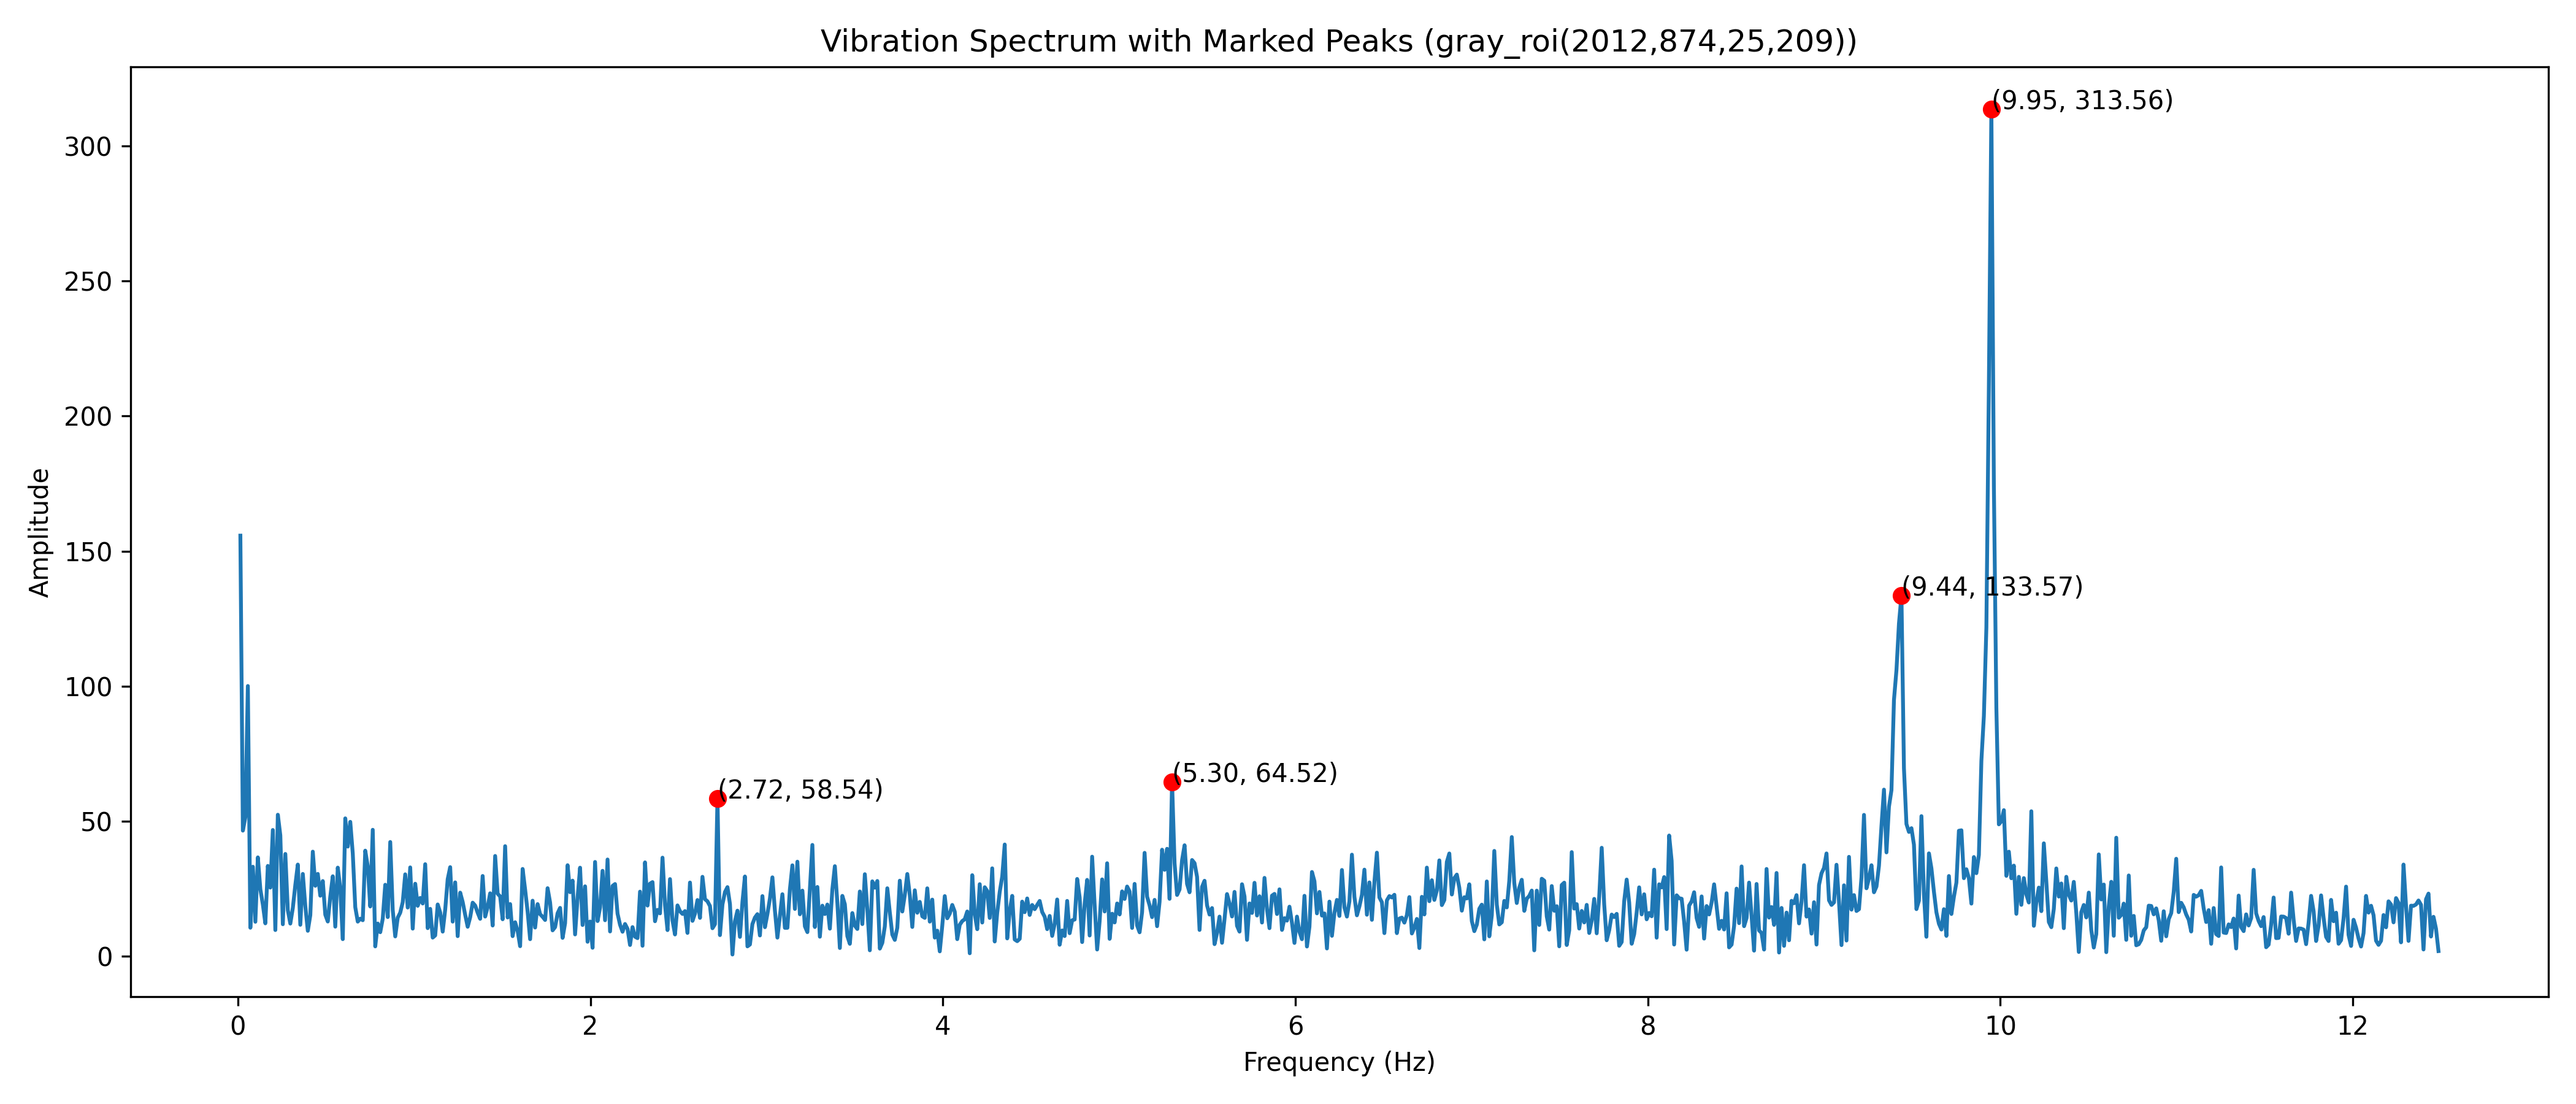 Vibration Spectrum with Marked Peaks (gray_roi(2012,874,25,209))
(9.95, 313.56)
300
250
200
150
(9.44, 133.57)
100
(5.30, 64.52)
(2.72, 58.54)
50
0
Amplitude
0 2 4 6 8 10 12
Frequency (Hz)